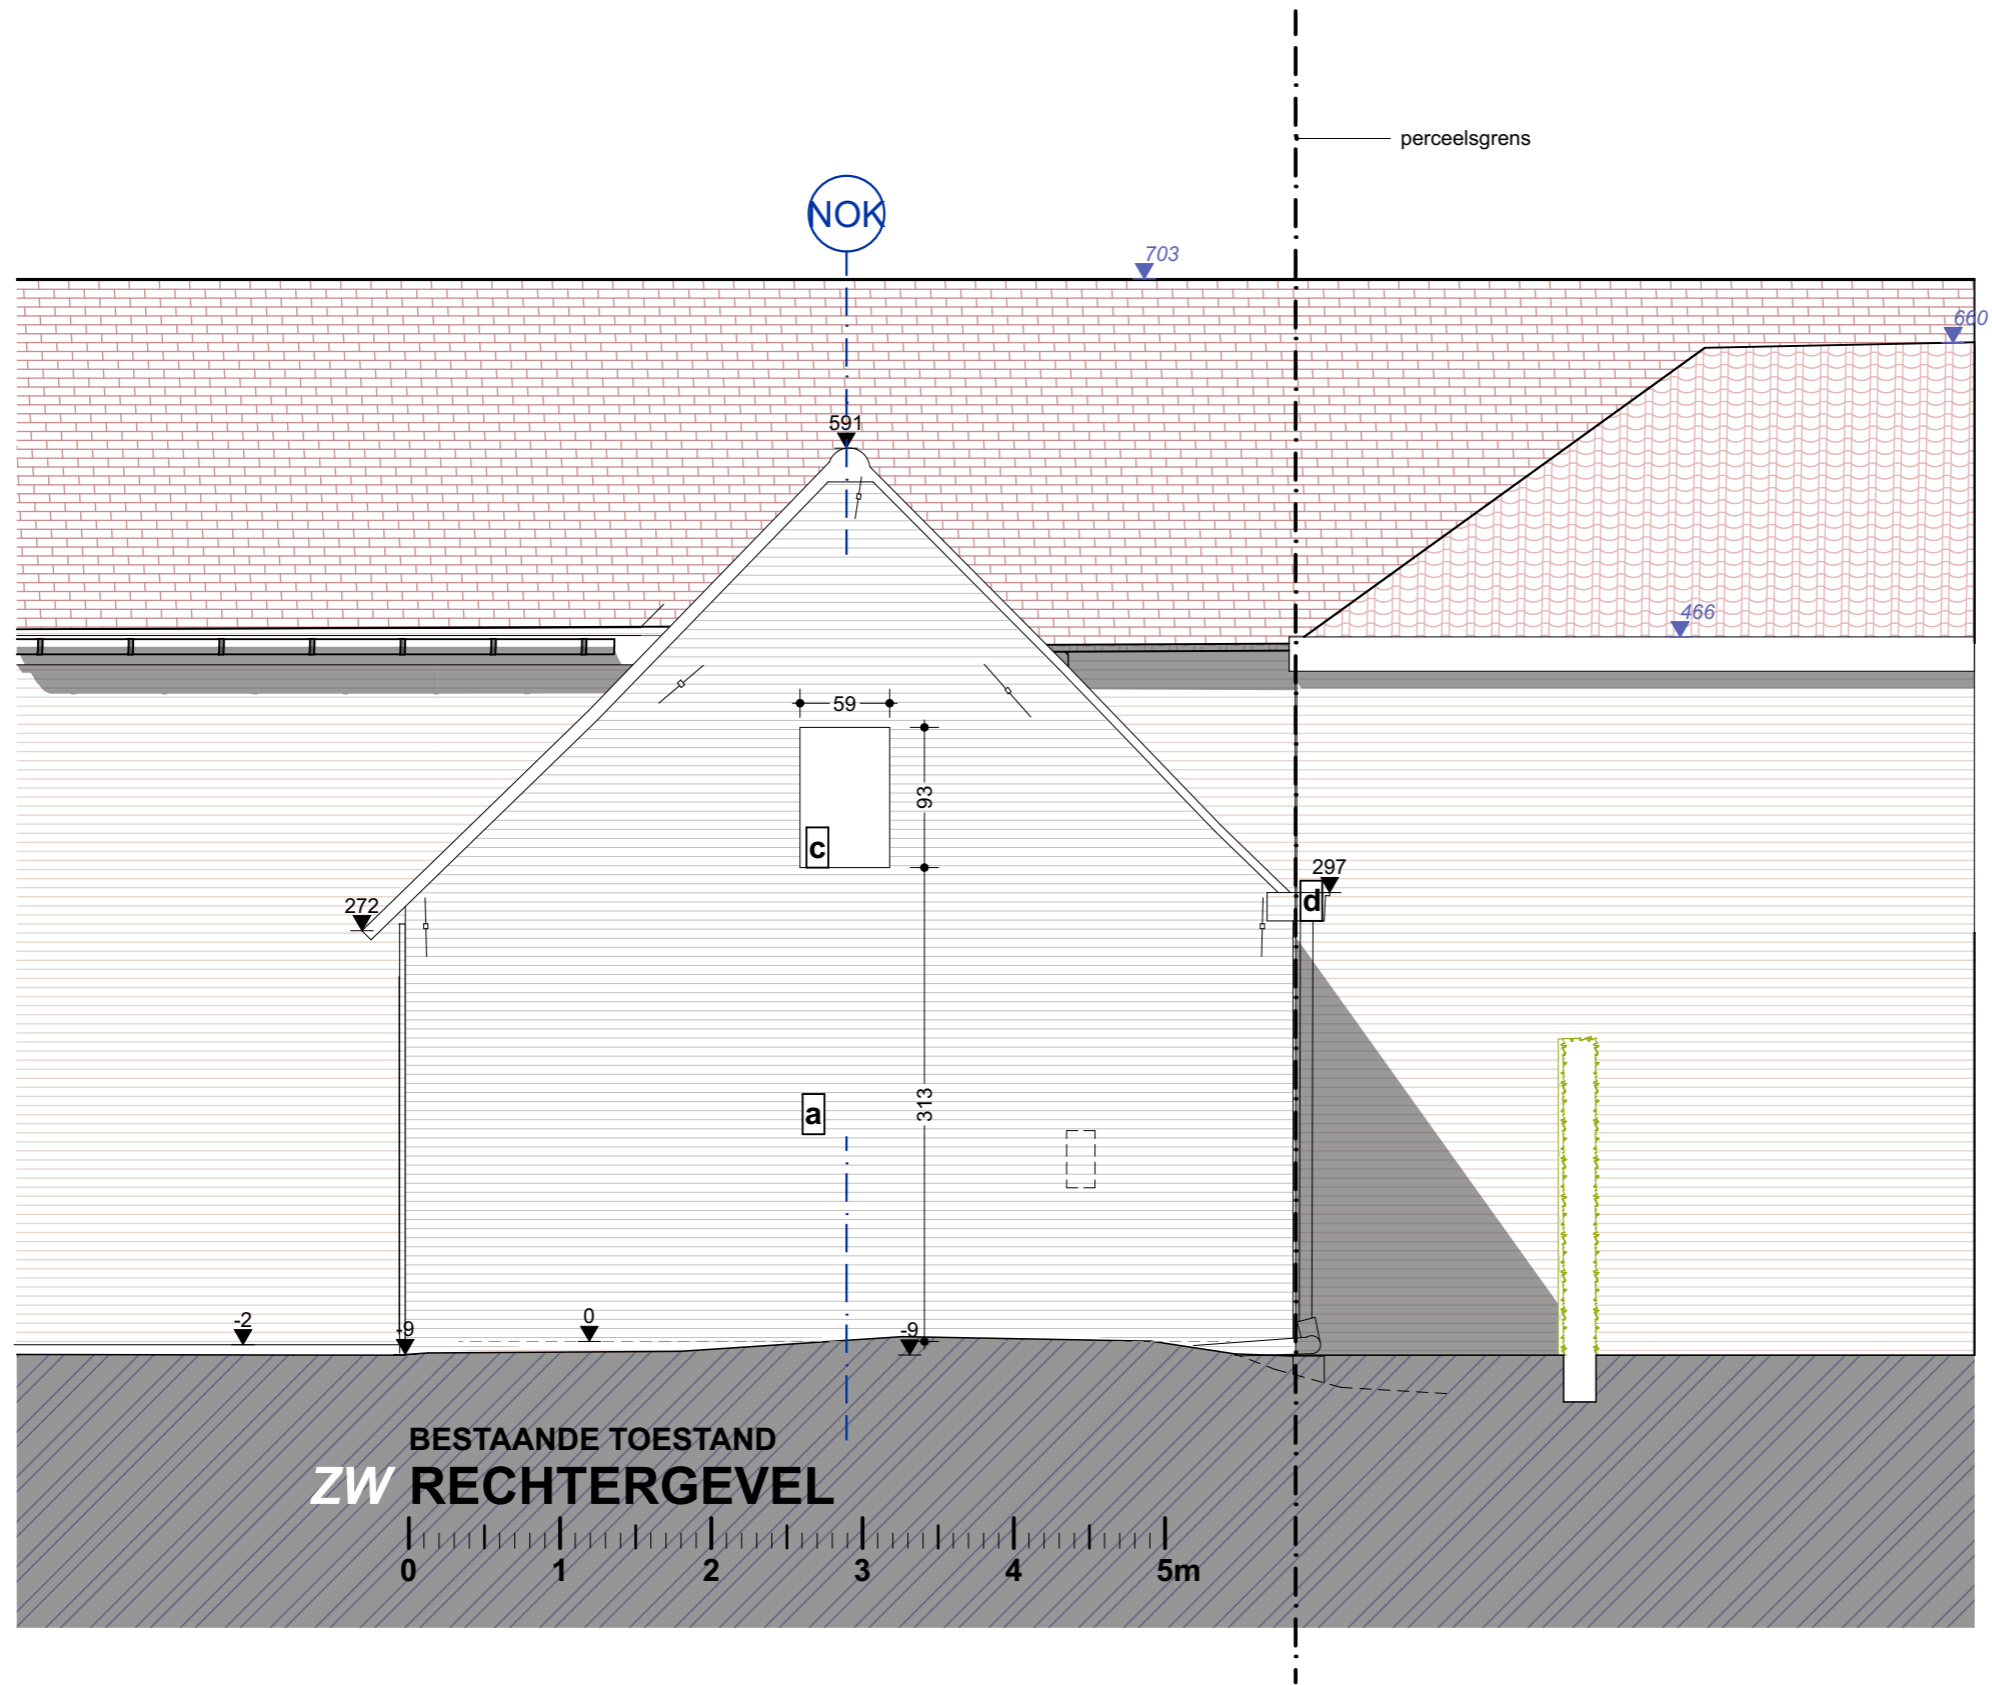 perceelsgrens
NOK
703
660
591
466
59
93
c
297
d
272
a
313
-2
-9
0
-9
BESTAANDE TOESTAND
ZW RECHTERGEVEL
0 1 2 3 4 5m